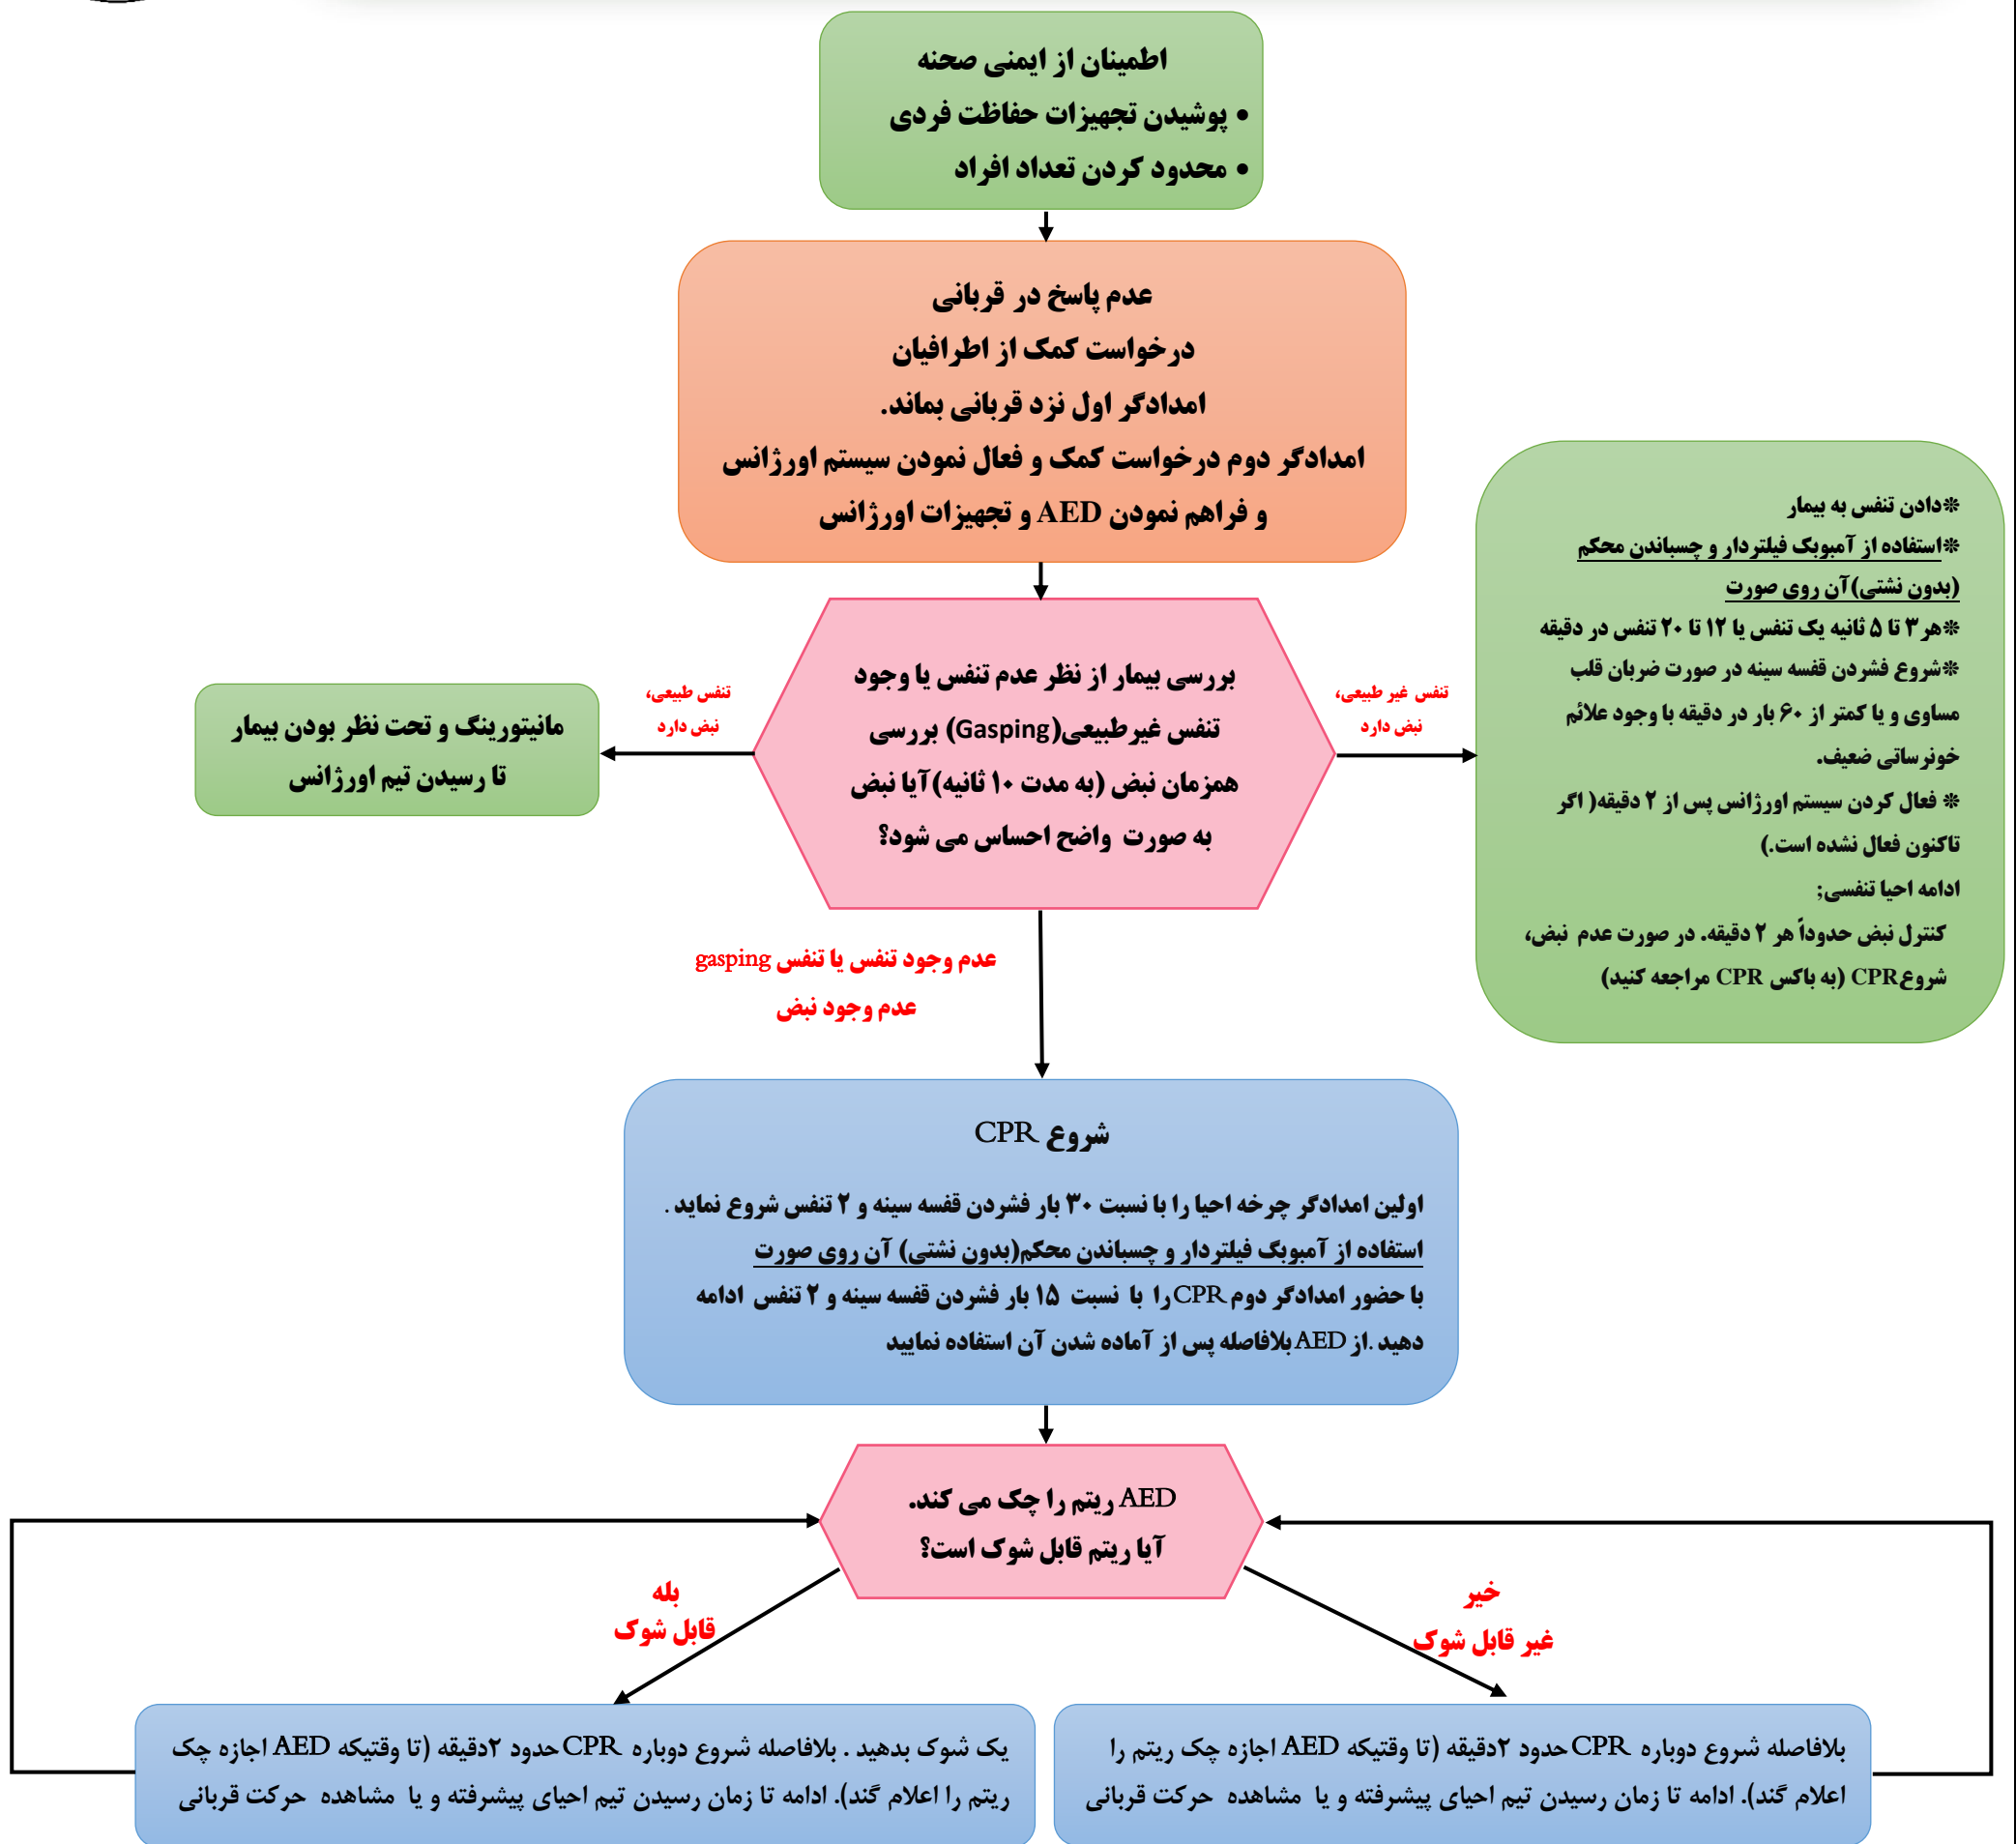 اطمینان از ایمنی صحنه
• پوشیدن تجهیزات حفاظت فردی
• محدود کردن تعداد افراد
عدم پاسخ در قربانی
درخواست کمک از اطرافیان
امدادگر اول نزد قربانی بماند.
امدادگر دوم درخواست کمک و فعال نمودن سیستم اورژانس
و فراهم نمودن AED و تجهیزات اورژانس
بررسی بیمار از نظر عدم تنفس یا وجود
تنفس غیرطبیعی(Gasping) بررسی
همزمان نبض (به مدت ۱۰ ثانیه)آیا نبض
به صورت واضح احساس می شود؟
تنفس غیر طبیعی،
نبض دارد
*دادن تنفس به بیمار
*استفاده از آمبوبک فیلتردار و چسباندن محکم
(بدون نشتی)آن روی صورت
*هر۳ تا ۵ ثانیه یک تنفس یا ۱۲ تا ۲۰ تنفس در دقیقه
*شروع فشردن قفسه سینه در صورت ضربان قلب
مساوی و یا کمتر از ۶۰ بار در دقیقه با وجود علائم
خونرساتی ضعیف.
* فعال کردن سیستم اورژانس پس از ۲ دقیقه( اگر
تاکنون فعال نشده است.)
ادامه احیا تنفسی;
کنترل نبض حدوداً هر ۲ دقیقه. در صورت عدم نبض،
شروعCPR (به باکس CPR مراجعه کنید)
تنفس طبیعی،
نبض دارد
مانیتورینگ و تحت نظر بودن بیمار
تا رسیدن تیم اورژانس
عدم وجود تنفس یا تنفس gasping
عدم وجود نبض
شروع CPR
اولین امدادگر چرخه احیا را با نسبت ۳۰ بار فشردن قفسه سینه و ۲ تنفس شروع نماید .
استفاده از آمبوبگ فیلتردار و چسباندن محکم(بدون نشتی) آن روی صورت
با حضور امدادگر دوم CPR را با نسبت ۱۵ بار فشردن قفسه سینه و ۲ تنفس ادامه
دهید .از AED بلافاصله پس از آماده شدن آن استفاده نمایید
AED ریتم را چک می کند.
آیا ریتم قابل شوک است؟
خیر
غیر قابل شوک
بله
قابل شوک
بلافاصله شروع دوباره CPR حدود ۲دقیقه (تا وقتیکه AED اجازه چک ریتم را
اعلام گند). ادامه تا زمان رسیدن تیم احیای پیشرفته و یا مشاهده حرکت قربانی
یک شوک بدهید . بلافاصله شروع دوباره CPR حدود ۲دقیقه (تا وقتیکه AED اجازه چک
ریتم را اعلام گند). ادامه تا زمان رسیدن تیم احیای پیشرفته و یا مشاهده حرکت قربانی